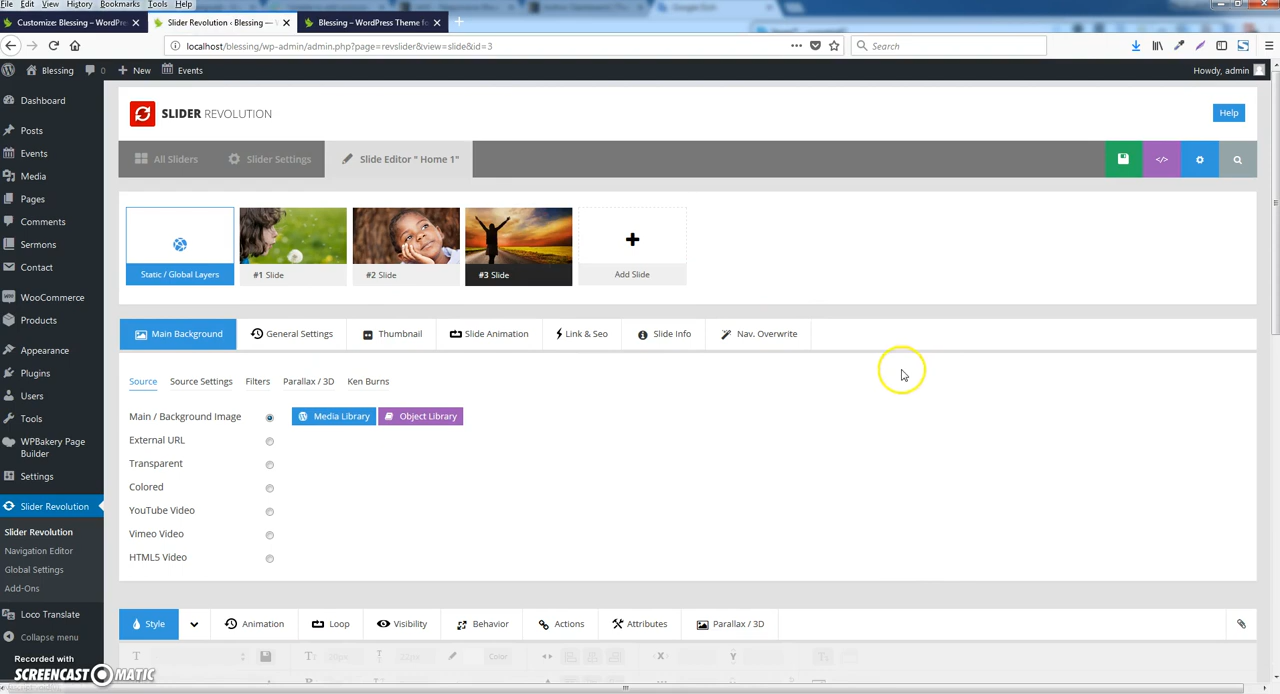 File Edit View History Bookmarks Tools Help
Customize: Blessing – WordPre
Slider Revolution ‹ Blessing —
Blessing – WordPress Theme fo
localhost/blessing/wp-admin/admin.php?page=revslider&view=slide&id=3
Search
Blessing 0 New Events
Howdy, admin
Dashboard
Posts
Events
Media
Pages
Comments
Sermons
Contact
WooCommerce
Products
Appearance
Plugins
Users
Tools
WPBakery Page
Builder
Settings
Slider Revolution
Slider Revolution
Navigation Editor
Global Settings
Add-Ons
Loco Translate
Collapse menu
SLIDER REVOLUTION
Help
All Sliders
Slider Settings
Slide Editor " Home 1"
Static / Global Layers
#1 Slide
#2 Slide
#3 Slide
Add Slide
Main Background
General Settings
Thumbnail
Slide Animation
Link & Seo
Slide Info
Nav. Overwrite
Source
Source Settings
Filters
Parallax / 3D
Ken Burns
Main / Background Image
Media Library
Object Library
External URL
Transparent
Colored
YouTube Video
Vimeo Video
HTML5 Video
Style
Animation
Loop
Visibility
Behavior
Actions
Attributes
Parallax / 3D
20px
22px
Color
X
Y
Recorded with
SCREENCAST MATIC